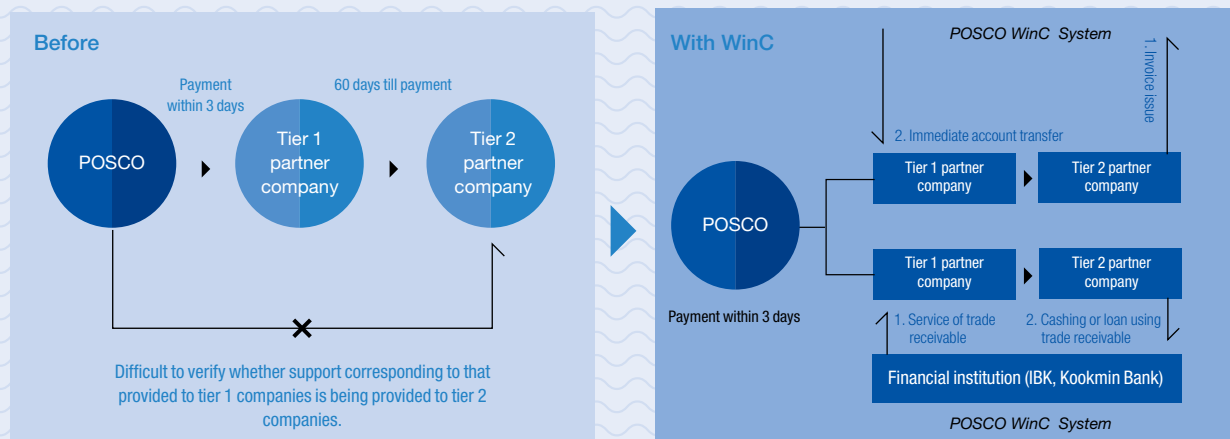 Before
Payment
within 3 days
60 days till payment
POSCO
Tier 1
partner
company
Tier 2
partner
company
Difficult to verify whether support corresponding to that
provided to tier 1 companies is being provided to tier 2
companies.
With WinC
POSCO WinC System
1. Invoice issue
2. Immediate account transfer
Tier 1 partner
company
Tier 2 partner
company
POSCO
Tier 1 partner
company
Tier 2 partner
company
Payment within 3 days
1. Service of trade
receivable
2. Cashing or loan using
trade receivable
Financial institution (IBK, Kookmin Bank)
POSCO WinC System